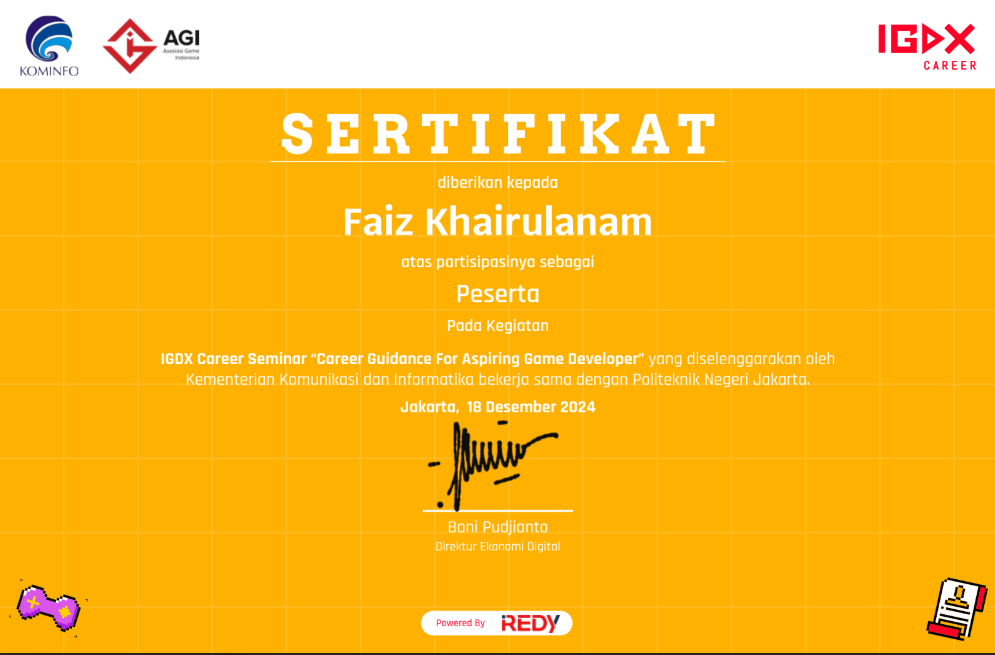 KOMINFO
AGI
Asosiasi Game
Indonesia
IGDX
CAREER
SERTIFIKAT
diberikan kepada
Faiz Khairulanam
atas partisipasinya sebagai
Peserta
Pada Kegiatan
IGDX Career Seminar “Career Guidance For Aspiring Game Developer” yang diselenggarakan oleh
Kementerian Komunikasi dan Informatika bekerja sama dengan Politeknik Negeri Jakarta.
Jakarta, 18 Desember 2024
Boni Pudjianto
Direktur Ekonomi Digital
Powered By REDY